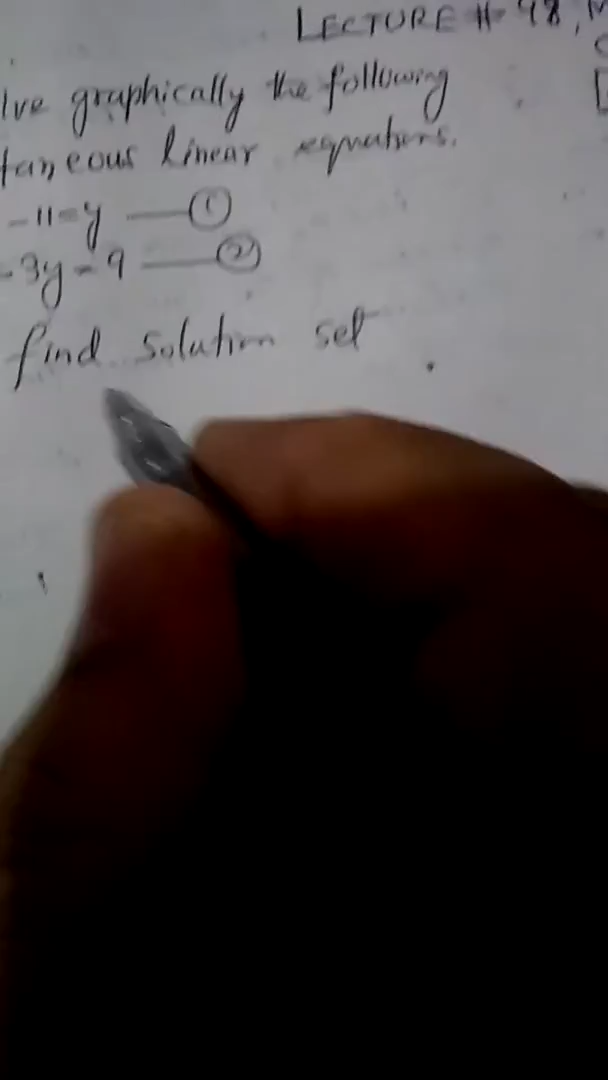 LECTURE # 48, M
lve graphically the following
taneous linear equations.
-11=y ①
-3y=9 ②
find solution set